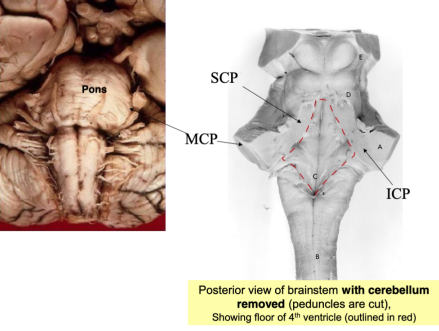 Pons
SCP
MCP
ICP
E
D
A
C
B
Posterior view of brainstem with cerebellum
removed (peduncles are cut),
Showing floor of 4th ventricle (outlined in red)